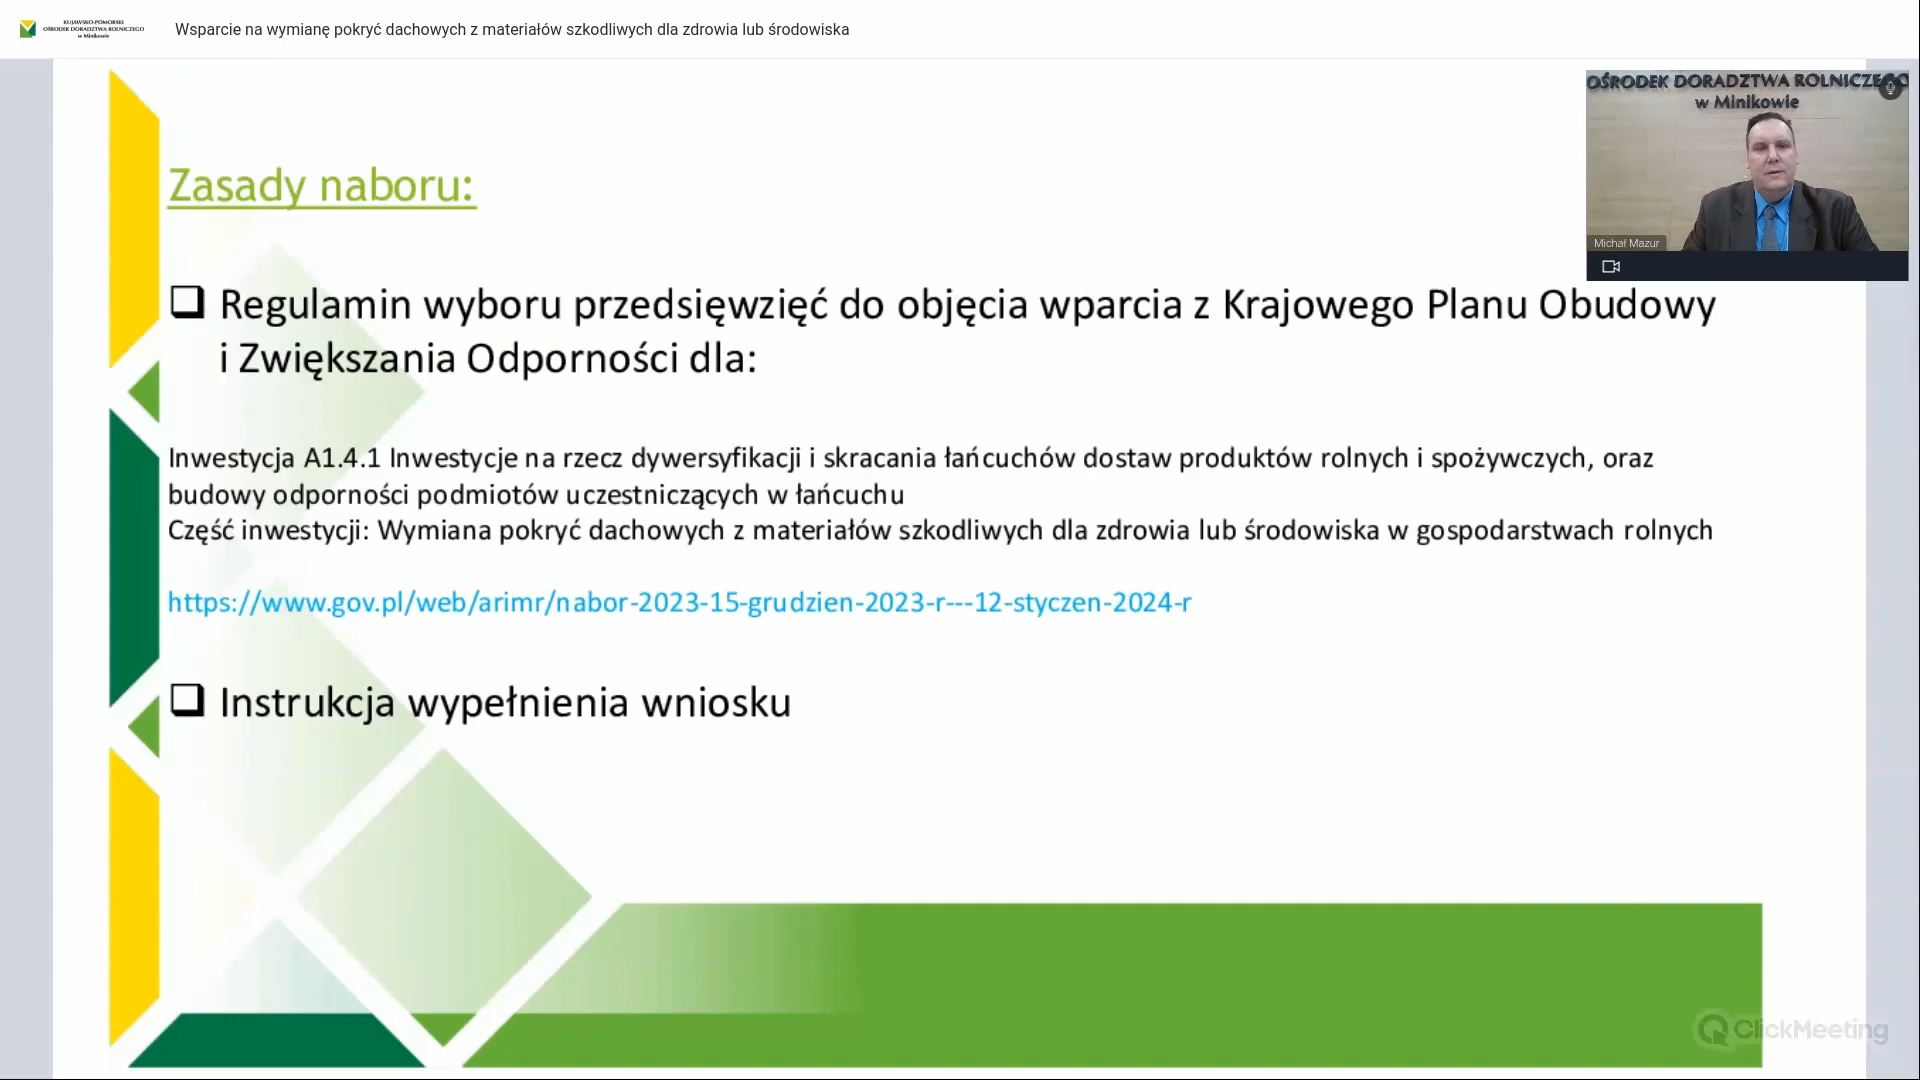 KUJAWSKO-POMORSKI
OŚRODEK DORADZTWA ROLNICZEGO
w Minikowie
Wsparcie na wymianę pokryć dachowych z materiałów szkodliwych dla zdrowia lub środowiska
OŚRODEK DORADZTWA ROLNICZEGO
w Minikowie
Michał Mazur
Zasady naboru:
Regulamin wyboru przedsięwzięć do objęcia wparcia z Krajowego Planu Obudowy
i Zwiększania Odporności dla:
Inwestycja A1.4.1 Inwestycje na rzecz dywersyfikacji i skracania łańcuchów dostaw produktów rolnych i spożywczych, oraz
budowy odporności podmiotów uczestniczących w łańcuchu
Część inwestycji: Wymiana pokryć dachowych z materiałów szkodliwych dla zdrowia lub środowiska w gospodarstwach rolnych
https://www.gov.pl/web/arimr/nabor-2023-15-grudzien-2023-r---12-styczen-2024-r
Instrukcja wypełnienia wniosku
ClickMeeting